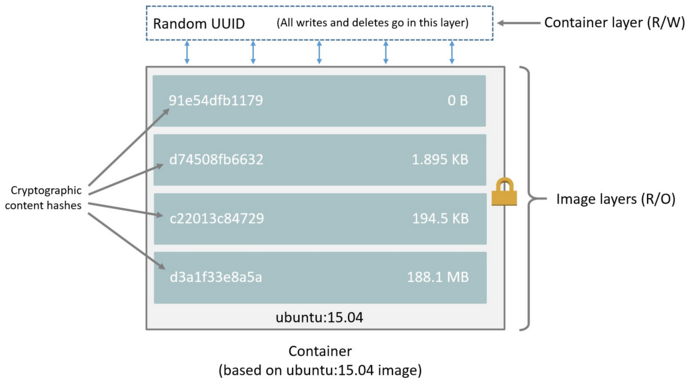 Random UUID (All writes and deletes go in this layer)
Container layer (R/W)
91e54dfb1179 0 B
d74508fb6632 1.895 KB
Cryptographic
content hashes
Image layers (R/O)
c22013c84729 194.5 KB
d3a1f33e8a5a 188.1 MB
ubuntu:15.04
Container
(based on ubuntu:15.04 image)